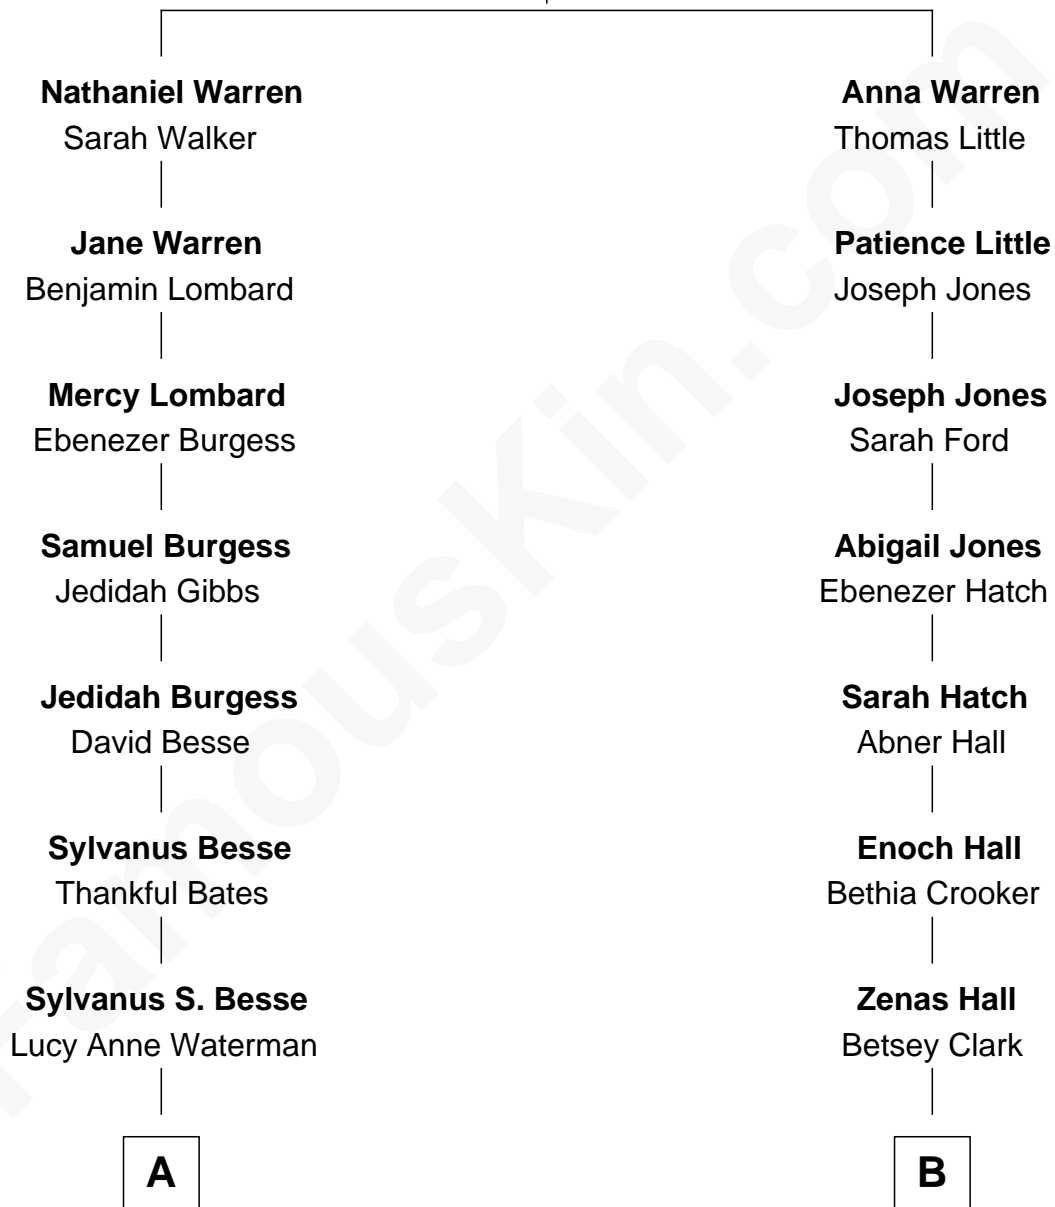 Nathaniel Warren
Sarah Walker
Jane Warren
Benjamin Lombard
Mercy Lombard
Ebenezer Burgess
Samuel Burgess
Jedidah Gibbs
Jedidah Burgess
David Besse
Sylvanus Besse
Thankful Bates
Sylvanus S. Besse
Lucy Anne Waterman
A
Anna Warren
Thomas Little
Patience Little
Joseph Jones
Joseph Jones
Sarah Ford
Abigail Jones
Ebenezer Hatch
Sarah Hatch
Abner Hall
Enoch Hall
Bethia Crooker
Zenas Hall
Betsey Clark
B
FamousKin.com